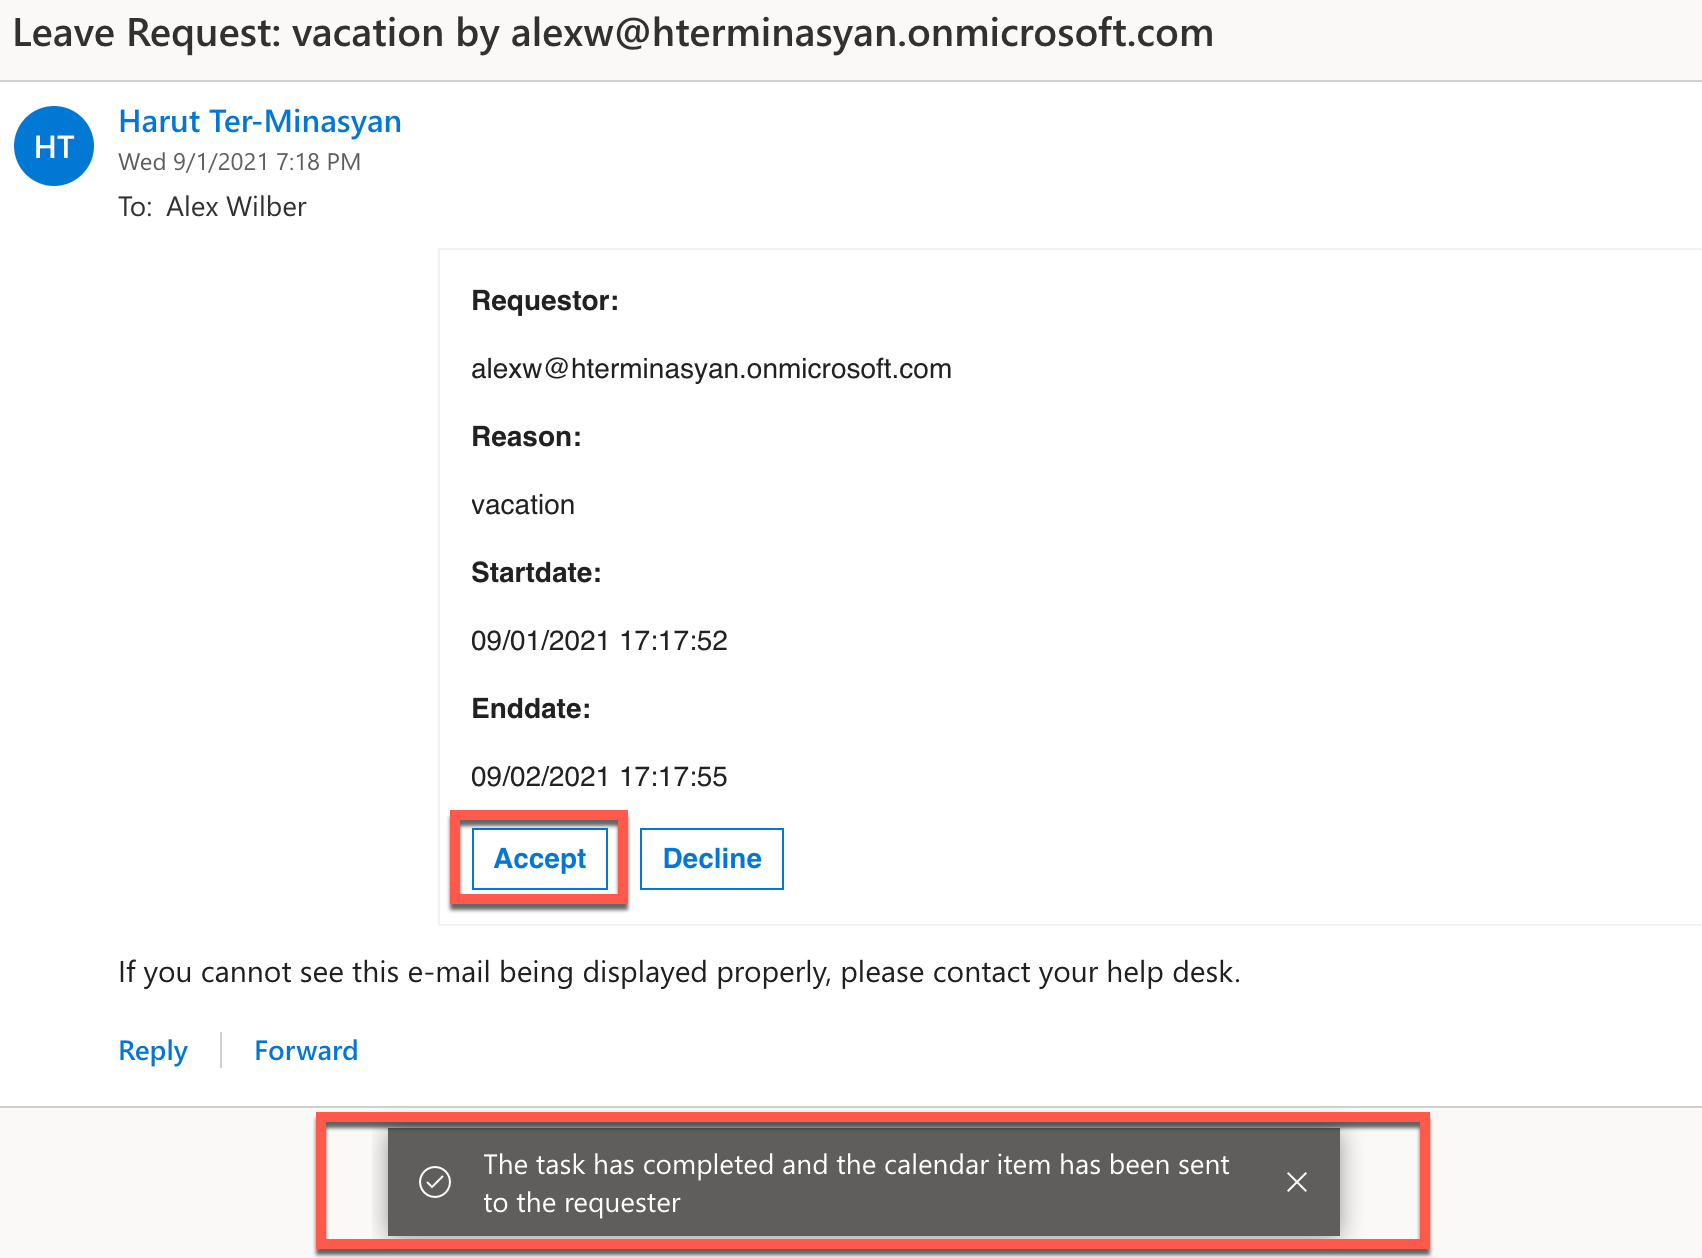 Leave Request: vacation by alexw@hterminasyan.onmicrosoft.com
HT
Harut Ter-Minasyan
Wed 9/1/2021 7:18 PM
To: Alex Wilber
Requestor:
alexw@hterminasyan.onmicrosoft.com
Reason:
vacation
Startdate:
09/01/2021 17:17:52
Enddate:
09/02/2021 17:17:55
Accept Decline
If you cannot see this e-mail being displayed properly, please contact your help desk.
Reply Forward
The task has completed and the calendar item has been sent
to the requester